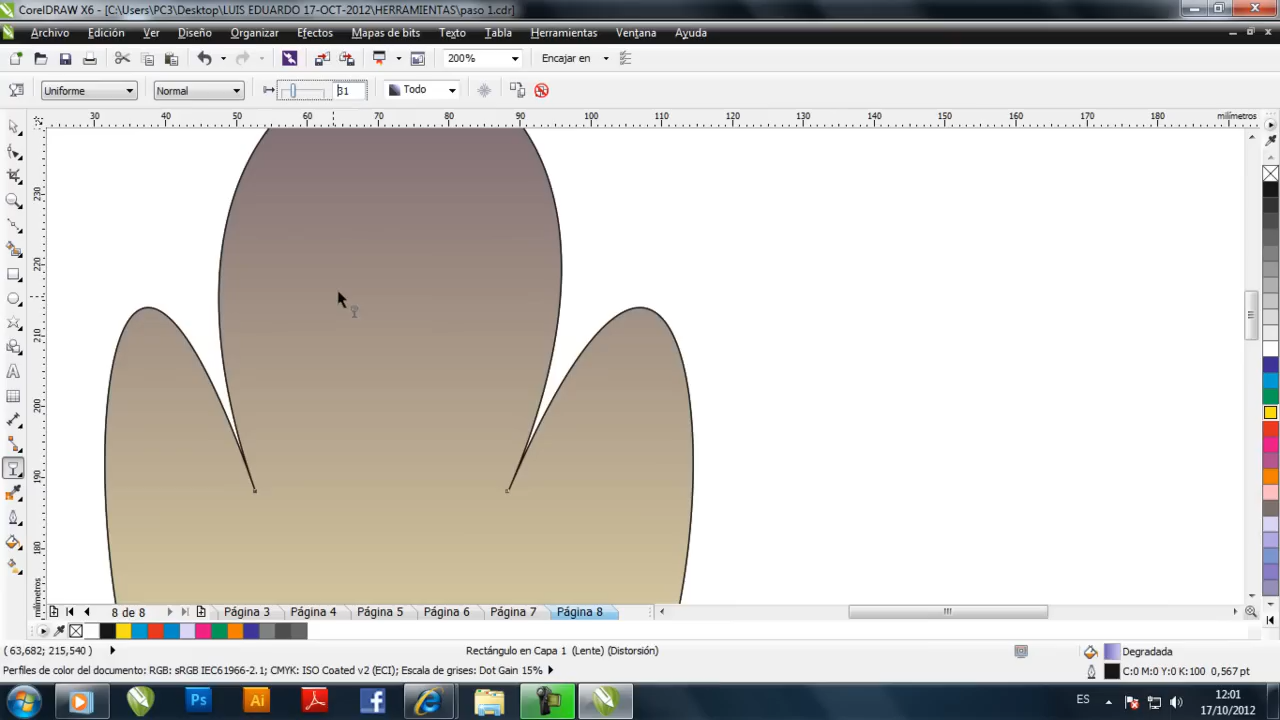 CorelDRAW X6 - [C:\Users\PC3\Desktop\LUIS EDUARDO 17-OCT-2012\HERRAMIENTAS\paso 1.cdr]
Archivo Edición Ver Diseño Organizar Efectos Mapas de bits Texto Tabla Herramientas Ventana Ayuda
200% Encajar en
Uniforme Normal 31 Todo
30 40 50 60 70 80 90 100 110 120 130 140 150 160 170 180 milímetros
230
220
210
200
190
180
milímetros
8 de 8 Página 3 Página 4 Página 5 Página 6 Página 7 Página 8
( 63,682; 215,540 ) Rectángulo en Capa 1 (Lente) (Distorsión) Degradada
Perfiles de color del documento: RGB: sRGB IEC61966-2.1; CMYK: ISO Coated v2 (ECI); Escala de grises: Dot Gain 15% C:0 M:0 Y:0 K:100 0,567 pt
Ps Ai ES 12:01
17/10/2012